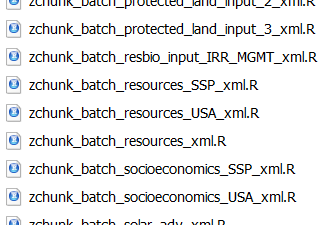 zchunk_batch_protected_land_input_2_xml.R
zchunk_batch_protected_land_input_3_xml.R
zchunk_batch_resbio_input_IRR_MGMT_xml.R
zchunk_batch_resources_SSP_xml.R
zchunk_batch_resources_USA_xml.R
zchunk_batch_resources_xml.R
zchunk_batch_socioeconomics_SSP_xml.R
zchunk_batch_socioeconomics_USA_xml.R
zchunk_batch_solar_adv_xml.R